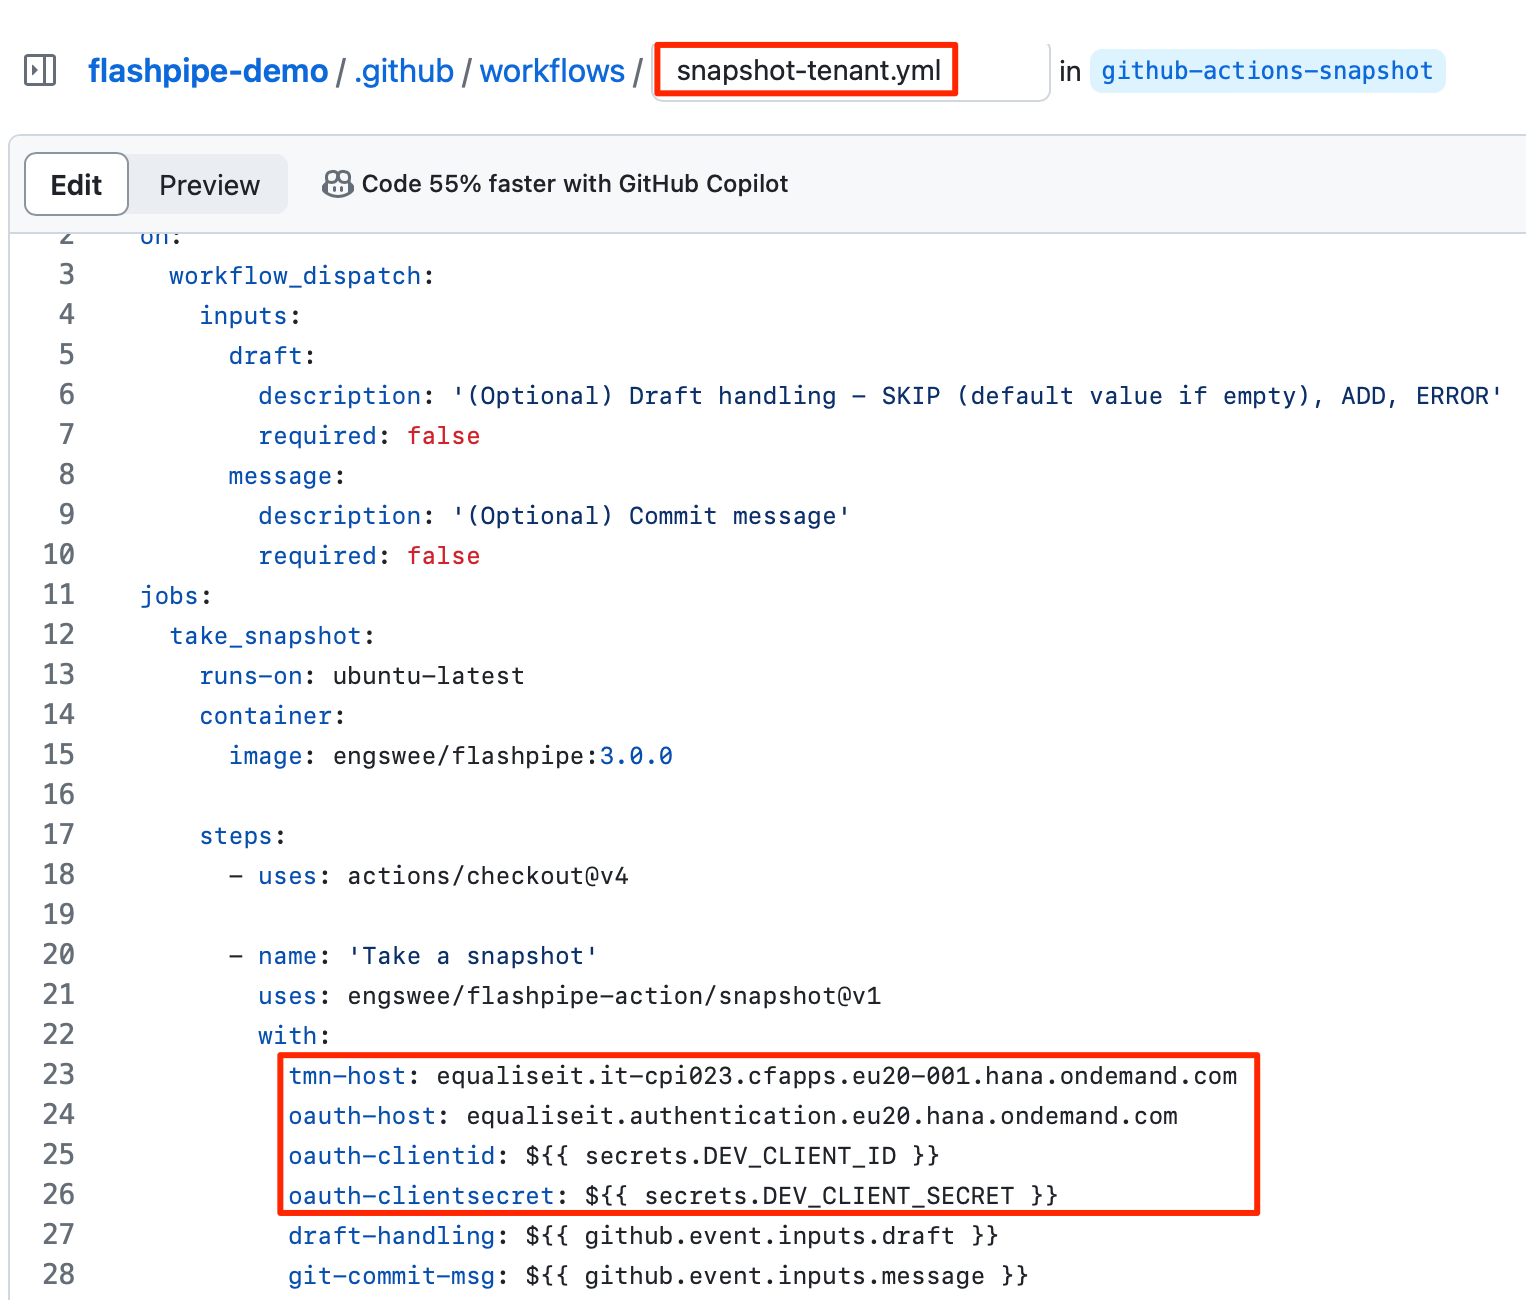 flashpipe-demo / .github / workflows / snapshot-tenant.yml in github-actions-snapshot
Edit Preview Code 55% faster with GitHub Copilot
2 on:
3 workflow_dispatch:
4 inputs:
5 draft:
6 description: '(Optional) Draft handling - SKIP (default value if empty), ADD, ERROR'
7 required: false
8 message:
9 description: '(Optional) Commit message'
10 required: false
11 jobs:
12 take_snapshot:
13 runs-on: ubuntu-latest
14 container:
15 image: engswee/flashpipe:3.0.0
16
17 steps:
18 - uses: actions/checkout@v4
19
20 - name: 'Take a snapshot'
21 uses: engswee/flashpipe-action/snapshot@v1
22 with:
23 tmn-host: equaliseit.it-cpi023.cfapps.eu20-001.hana.ondemand.com
24 oauth-host: equaliseit.authentication.eu20.hana.ondemand.com
25 oauth-clientid: ${{ secrets.DEV_CLIENT_ID }}
26 oauth-clientsecret: ${{ secrets.DEV_CLIENT_SECRET }}
27 draft-handling: ${{ github.event.inputs.draft }}
28 git-commit-msg: ${{ github.event.inputs.message }}